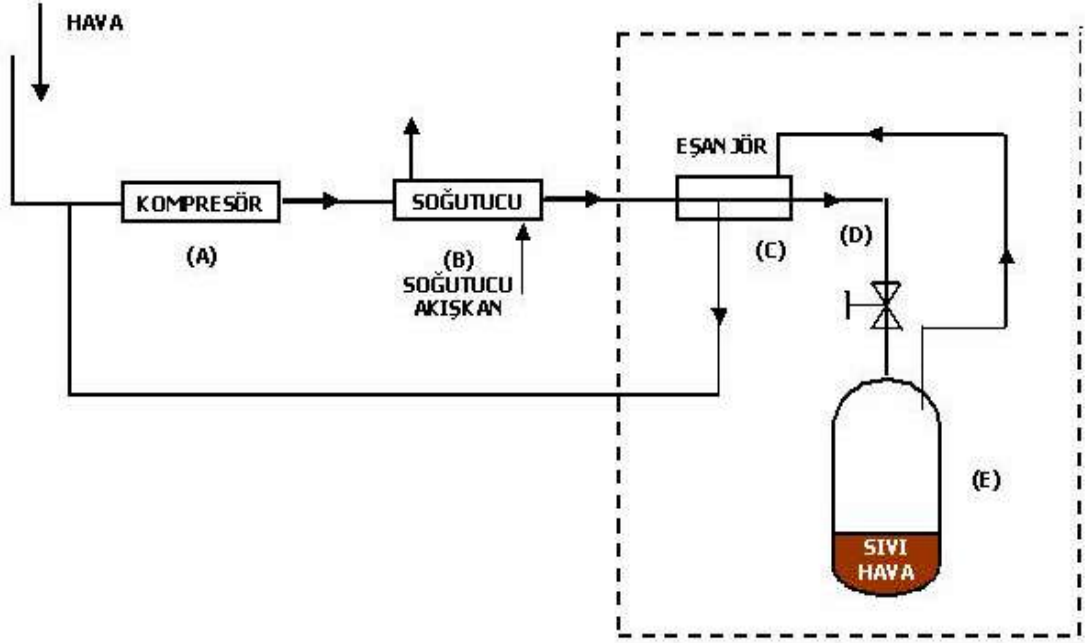 HAVA
KOMPRESÖR
(A)
SOĞUTUCU
(B)
SOĞUTUCU
AKIŞKAN
EŞANJÖR
(C)
(D)
(E)
SIVI
HAVA